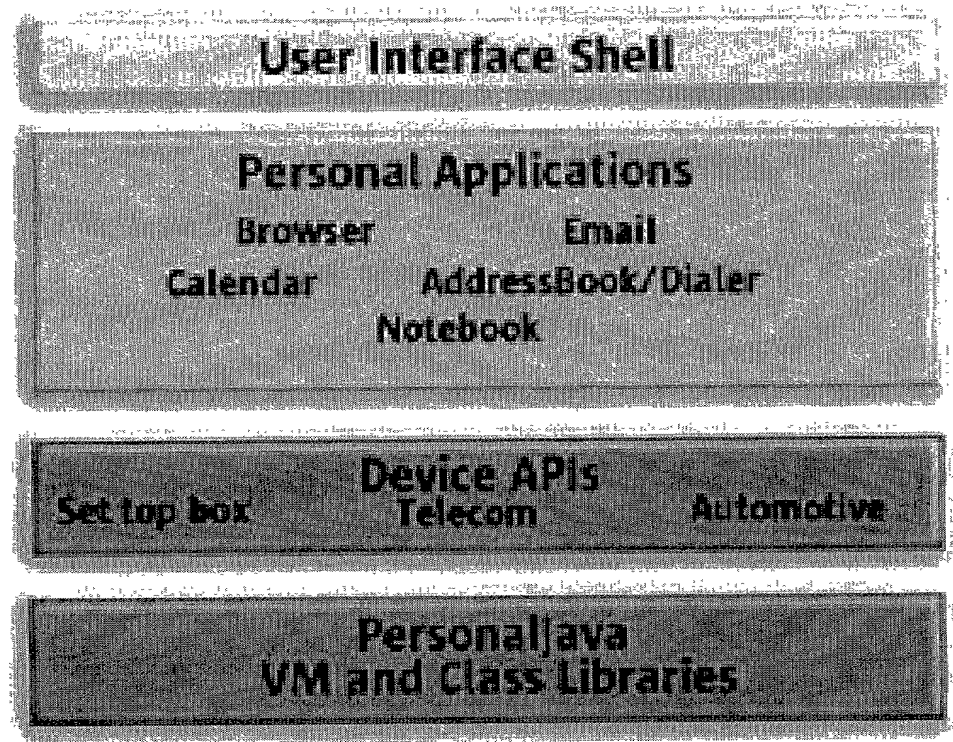 User Interface Shell
Personal Applications
Browser Email
Calendar AddressBook/Dialer
Notebook
Device APIs
Set top box Telecom Automotive
PersonalJava
VM and Class Libraries